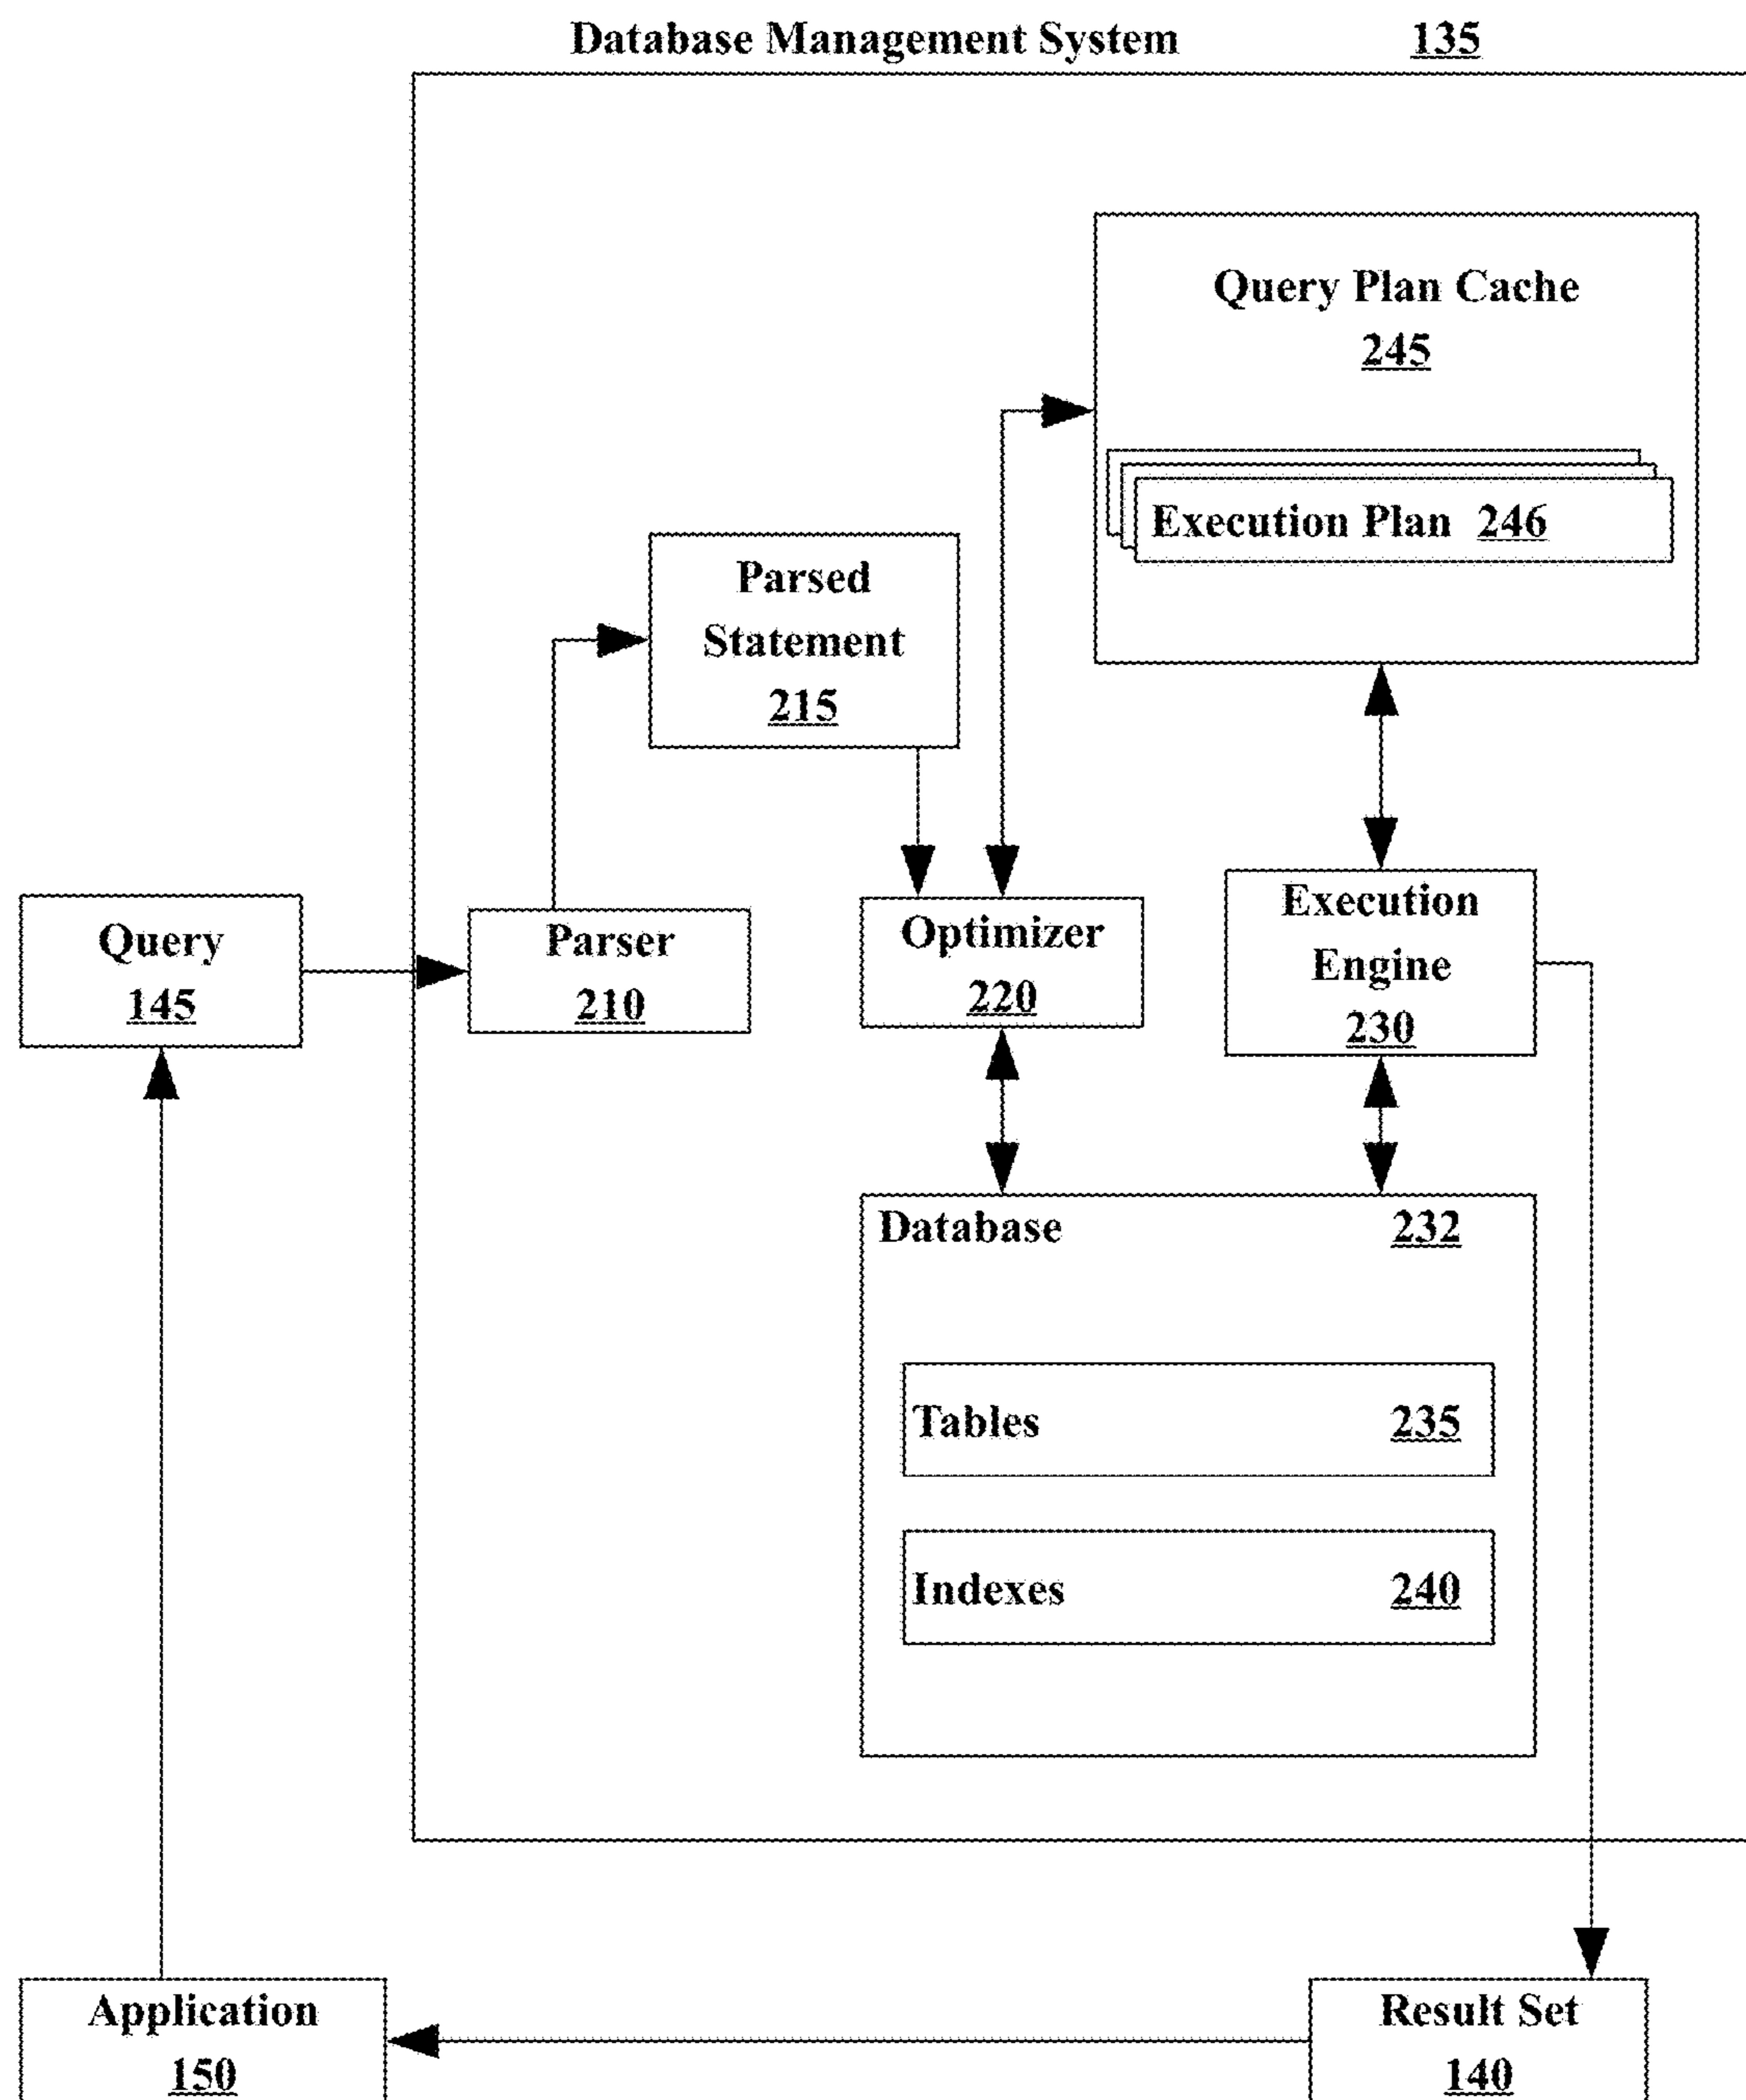 Database Management System 135
Query Plan Cache
245
Execution Plan 246
Parsed
Statement
215
Query
145
Parser
210
Optimizer
220
Execution
Engine
230
Database 232
Tables 235
Indexes 240
Application
150
Result Set
140